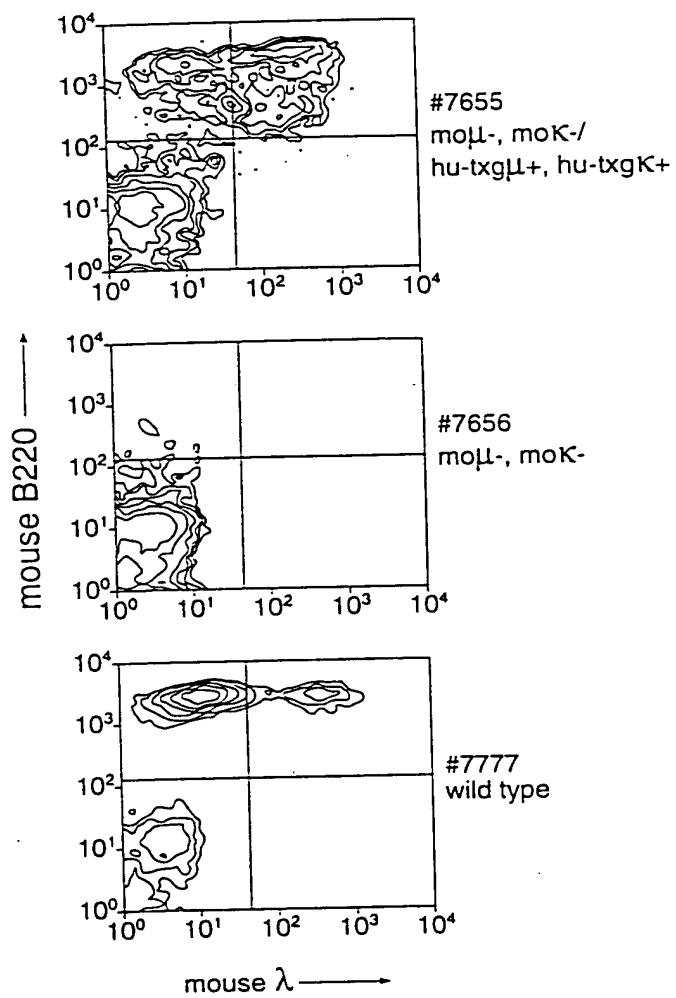 10⁴
10³
10²
10¹
10⁰
10⁰ 10¹ 10² 10³ 10⁴
#7655
moμ-, moκ-/
hu-txgμ+, hu-txgκ+
10⁴
10³
10²
10¹
10⁰
10⁰ 10¹ 10² 10³ 10⁴
#7656
moμ-, moκ-
mouse B220
10⁴
10³
10²
10¹
10⁰
10⁰ 10¹ 10² 10³ 10⁴
#7777
wild type
mouse λ